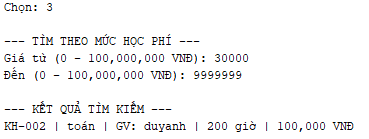 Chọn: 3
--- TÌM THEO MỨC HỌC PHÍ ---
Giá từ (0 - 100,000,000 VNĐ): 30000
Đến (0 - 100,000,000 VNĐ): 9999999
--- KẾT QUẢ TÌM KIẾM ---
KH-002 | toán | GV: duyanh | 200 giờ | 100,000 VNĐ